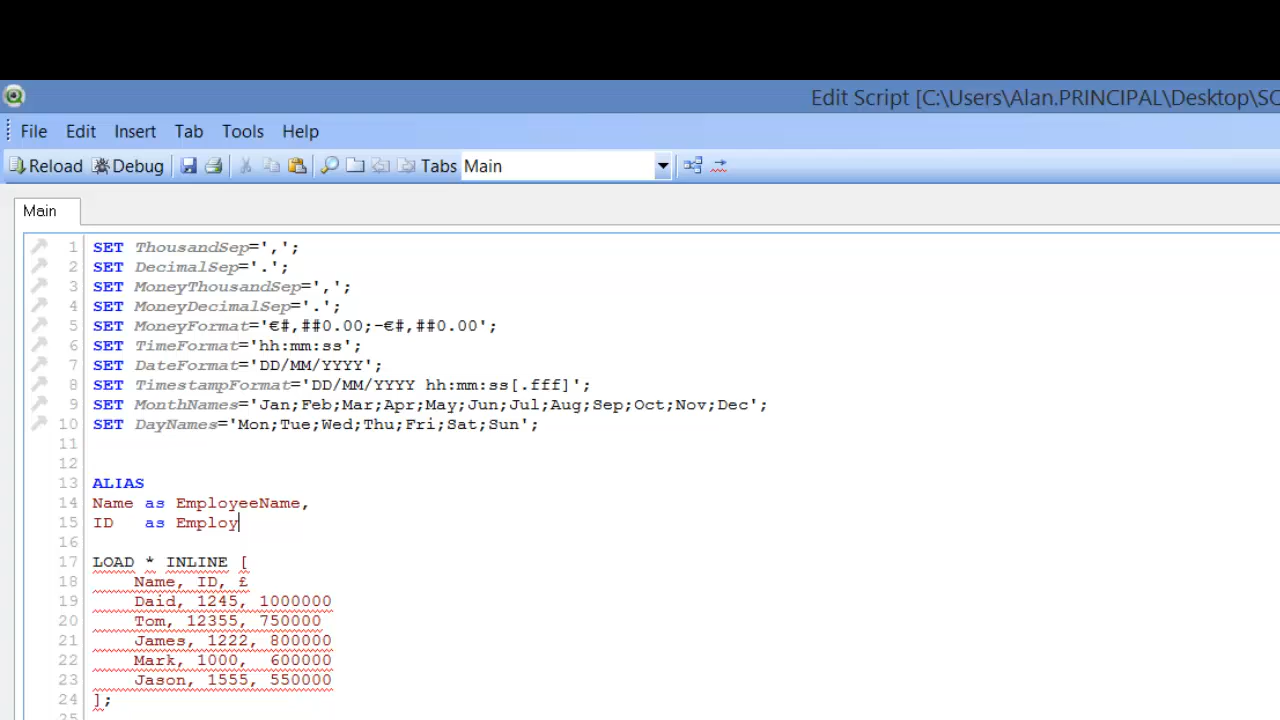 Edit Script [C:\Users\Alan.PRINCIPAL\Desktop\SC
File Edit Insert Tab Tools Help
Reload Debug Tabs Main
Main
1 SET ThousandSep=',';
2 SET DecimalSep='.';
3 SET MoneyThousandSep=',';
4 SET MoneyDecimalSep='.';
5 SET MoneyFormat='€#,##0.00;-€#,##0.00';
6 SET TimeFormat='hh:mm:ss';
7 SET DateFormat='DD/MM/YYYY';
8 SET TimestampFormat='DD/MM/YYYY hh:mm:ss[.fff]';
9 SET MonthNames='Jan;Feb;Mar;Apr;May;Jun;Jul;Aug;Sep;Oct;Nov;Dec';
10 SET DayNames='Mon;Tue;Wed;Thu;Fri;Sat;Sun';
11
12
13 ALIAS
14 Name as EmployeeName,
15 ID as Employ
16
17 LOAD * INLINE [
18 Name, ID, £
19 Daid, 1245, 1000000
20 Tom, 12355, 750000
21 James, 1222, 800000
22 Mark, 1000, 600000
23 Jason, 1555, 550000
24 ];
25